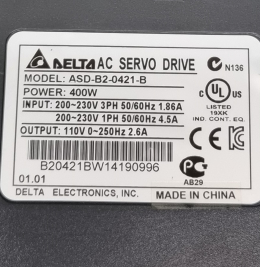 DELTA AC SERVO DRIVE
N136
MODEL: ASD-B2-0421-B
POWER: 400W
INPUT: 200~230V 3PH 50/60Hz 1.86A
200~230V 1PH 50/60Hz 4.5A
OUTPUT: 110V 0~250Hz 2.6A
C UL US
LISTED
19XK
IND. CONT. EQ.
B20421BW14190996
01.01
AB29
DELTA ELECTRONICS, INC.
MADE IN CHINA